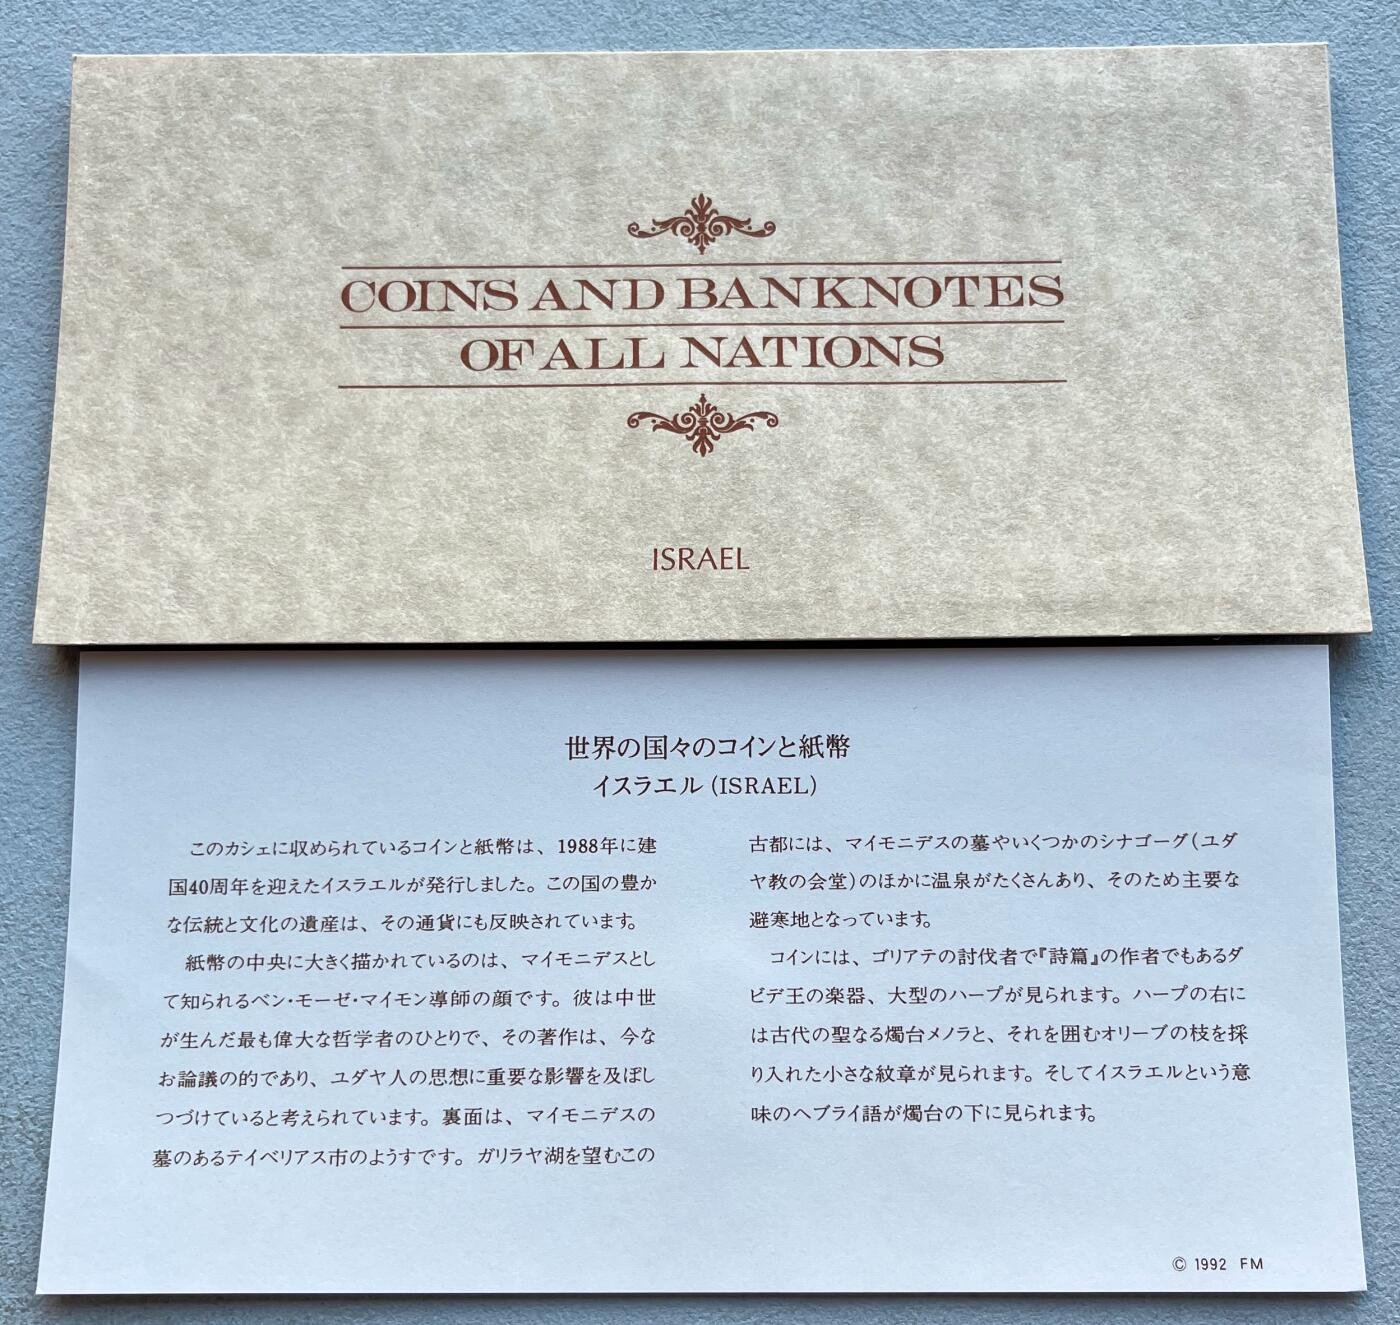 COINS AND BANKNOTES
OF ALL NATIONS
ISRAEL
世界の国々のコインと紙幣
イスラエル (ISRAEL)
このカシェに収められているコインと紙幣は、1988年に建
国40周年を迎えたイスラエルが発行しました。この国の豊か
な伝統と文化の遺産は、その通貨にも反映されています。
紙幣の中央に大きく描かれているのは、マイモニデスとし
て知られるベン・モーゼ・マイモン導師の顔です。彼は中世
が生んだ最も偉大な哲学者のひとりで、その著作は、今な
お論議の的であり、ユダヤ人の思想に重要な影響を及ぼし
つづけていると考えられています。裏面は、マイモニデスの
墓のあるテイベリアス市のようすです。ガリラヤ湖を望むこの
古都には、マイモニデスの墓やいくつかのシナゴーグ(ユダ
ヤ教の会堂)のほかに温泉がたくさんあり、そのため主要な
避寒地となっています。
コインには、ゴリアテの討伐者で『詩篇』の作者でもあるダ
ビデ王の楽器、大型のハープが見られます。ハープの右に
は古代の聖なる燭台メノラと、それを囲むオリーブの枝を採
り入れた小さな紋章が見られます。そしてイスラエルという意
味のヘブライ語が燭台の下に見られます。
© 1992 FM